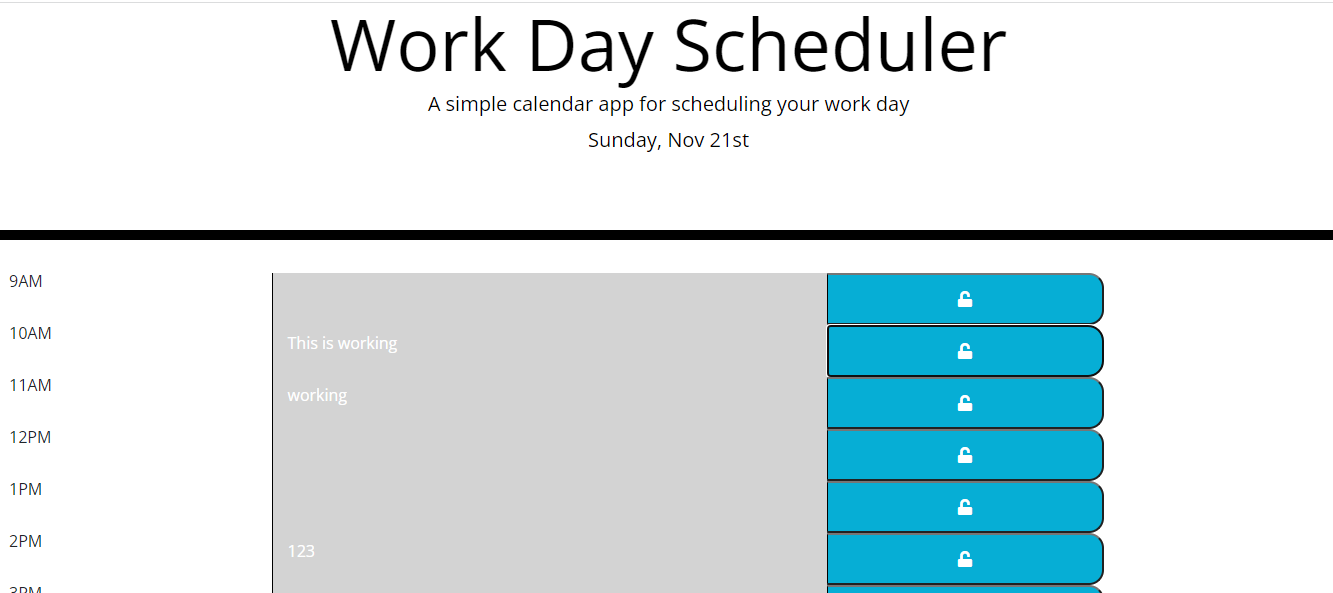 Work Day Scheduler
A simple calendar app for scheduling your work day
Sunday, Nov 21st
9AM
10AM
This is working
11AM
working
12PM
1PM
2PM
123
3PM